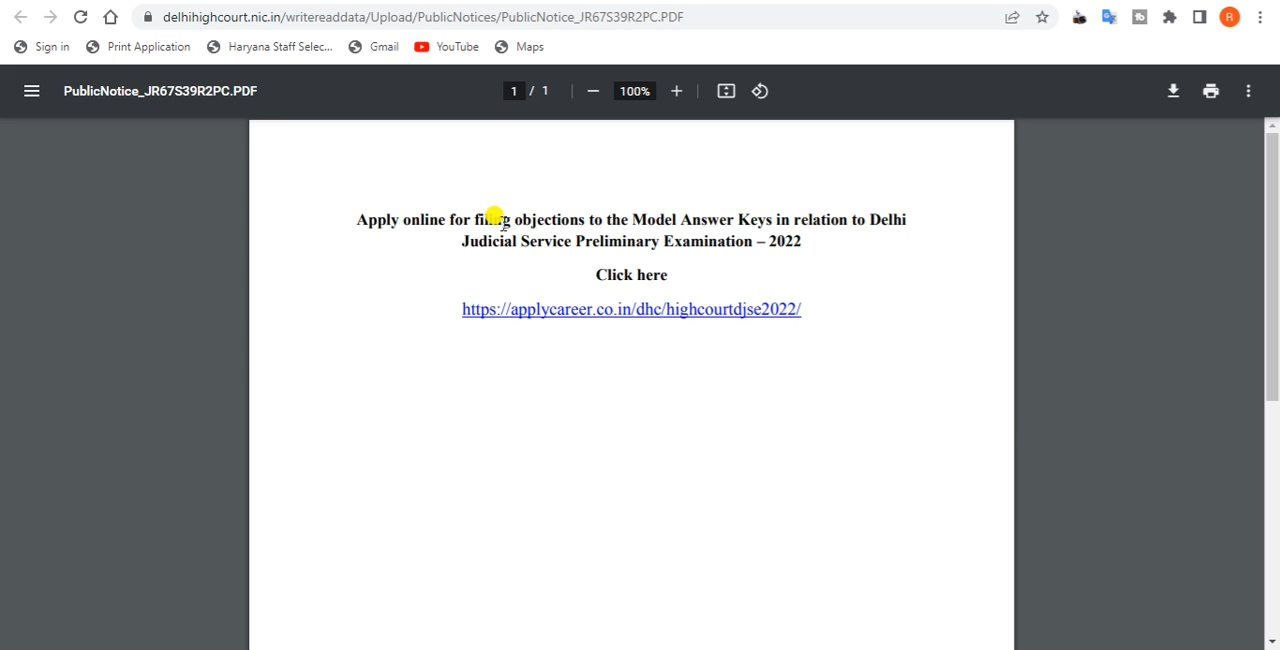 delhihighcourt.nic.in/writereaddata/Upload/PublicNotices/PublicNotice_JR67S39R2PC.PDF
R
Sign in
Print Application
Haryana Staff Selec...
Gmail
YouTube
Maps
PublicNotice_JR67S39R2PC.PDF
1 / 1
100%
Apply online for filing objections to the Model Answer Keys in relation to Delhi
Judicial Service Preliminary Examination – 2022
Click here
https://applycareer.co.in/dhc/highcourtdjse2022/